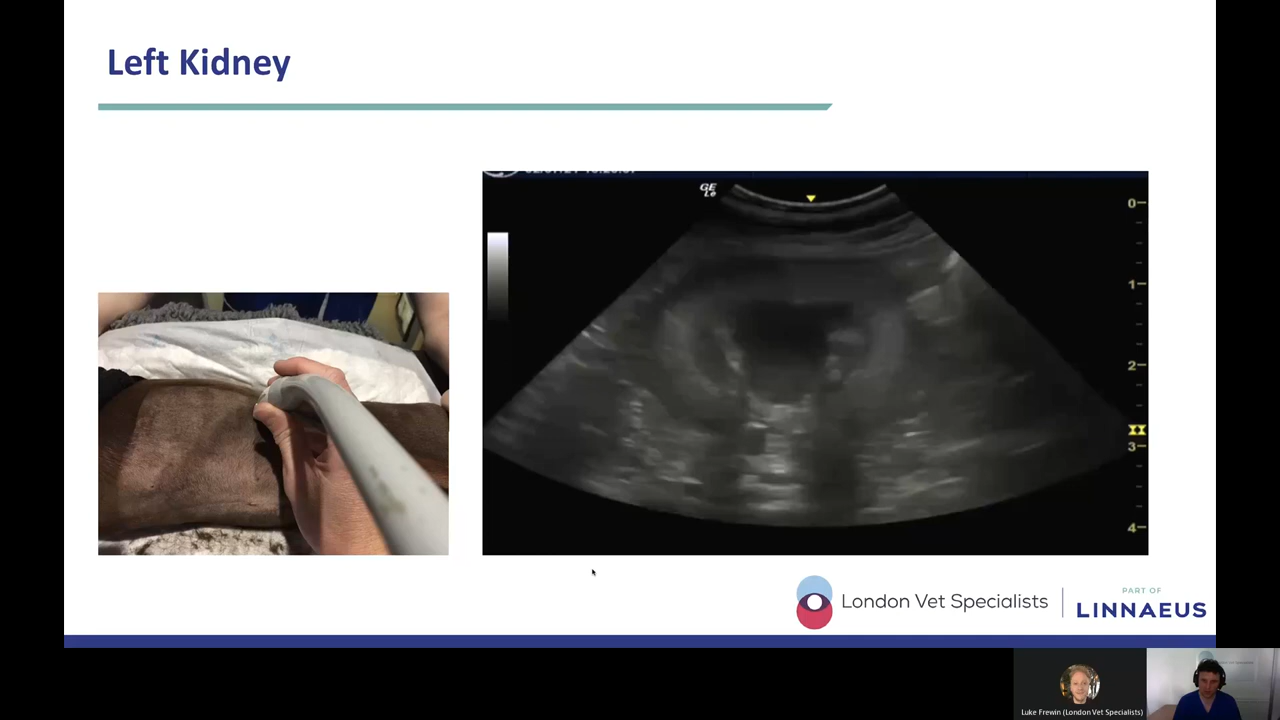 Left Kidney
GE
L6
0
1
2
3
4
London Vet Specialists
PART OF
LINNAEUS
Luke Frewin (London Vet Specialists)